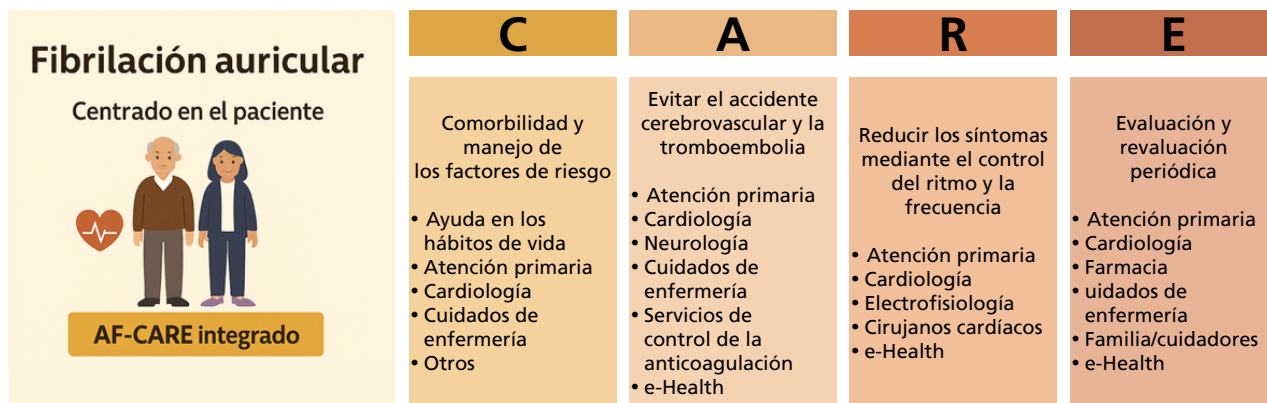 Fibrilación auricular
Centrado en el paciente
AF-CARE integrado
C
Comorbilidad y
manejo de
los factores de riesgo
• Ayuda en los
hábitos de vida
• Atención primaria
• Cardiología
• Cuidados de
enfermería
• Otros
A
Evitar el accidente
cerebrovascular y la
tromboembolia
• Atención primaria
• Cardiología
• Neurología
• Cuidados de
enfermería
• Servicios de
control de la
anticoagulación
• e-Health
R
Reducir los síntomas
mediante el control
del ritmo y la
frecuencia
• Atención primaria
• Cardiología
• Electrofisiología
• Cirujanos cardíacos
• e-Health
E
Evaluación y
revaluación
periódica
• Atención primaria
• Cardiología
• Farmacia
• uidados de
enfermería
• Familia/cuidadores
• e-Health